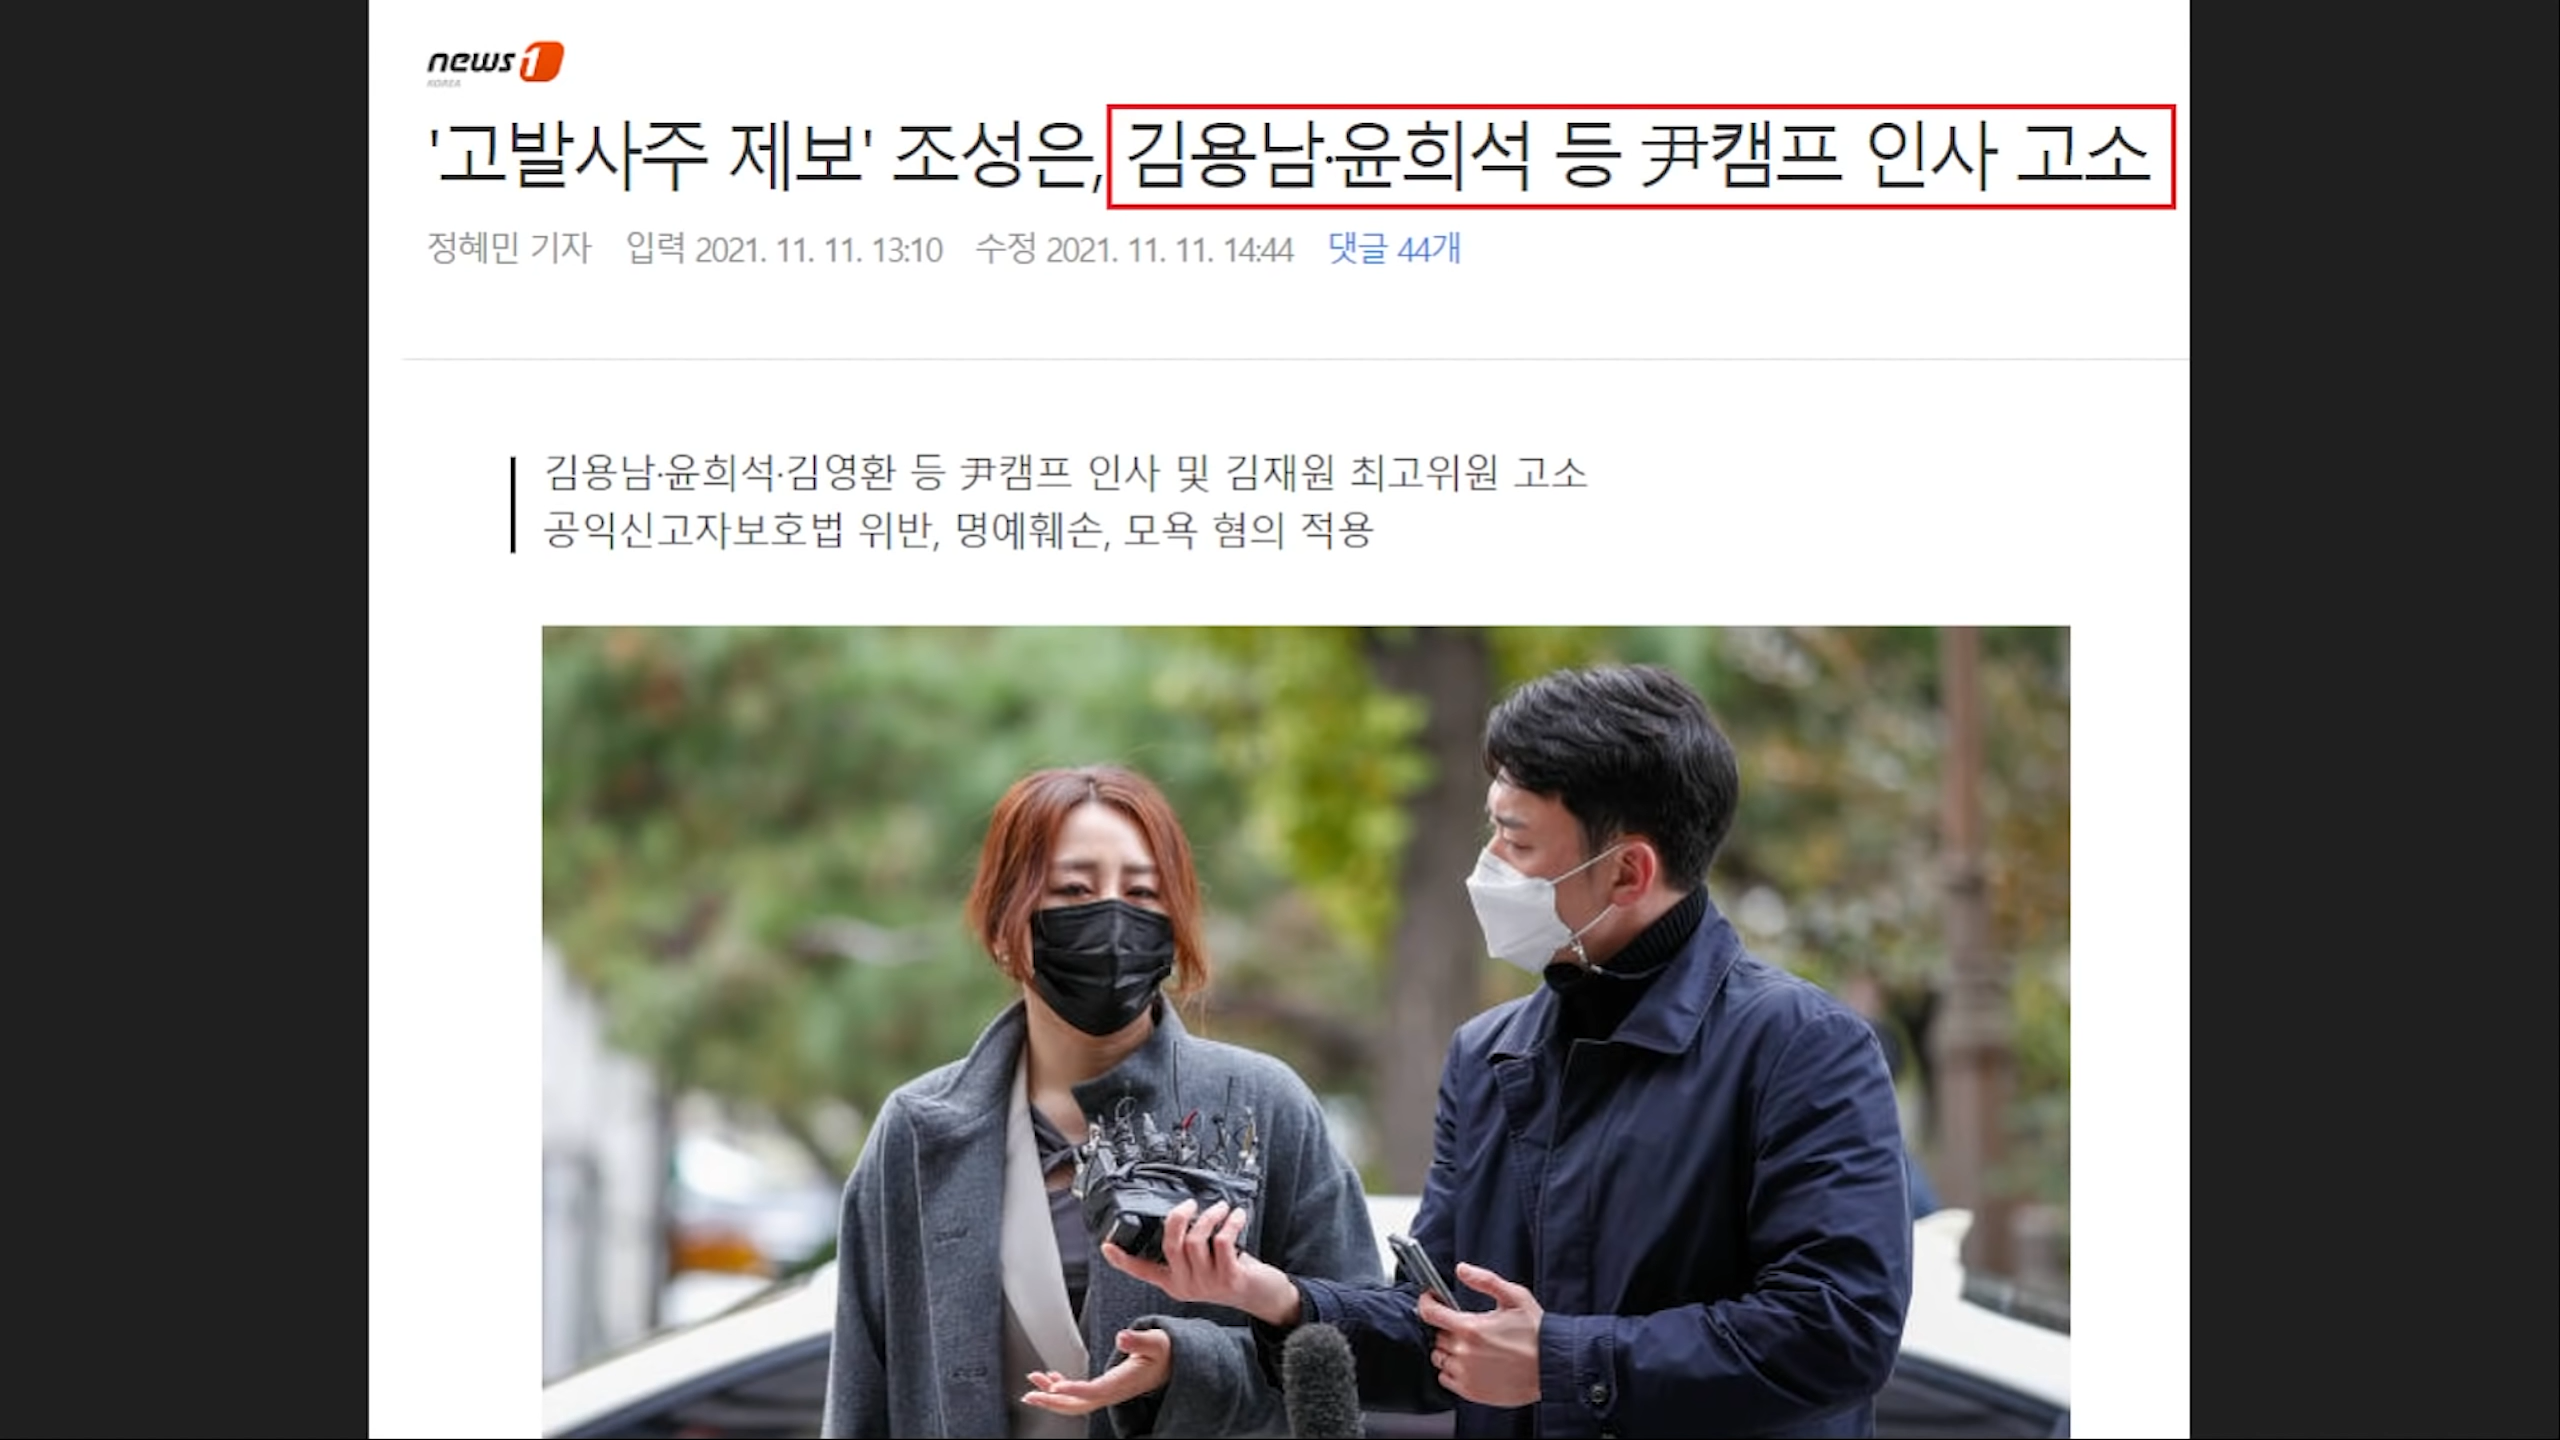 news1
KOREA
'고발사주 제보' 조성은, 김용남·윤희석 등 尹캠프 인사 고소
정혜민 기자 입력 2021. 11. 11. 13:10 수정 2021. 11. 11. 14:44 댓글 44개
김용남·윤희석·김영환 등 尹캠프 인사 및 김재원 최고위원 고소
공익신고자보호법 위반, 명예훼손, 모욕 혐의 적용